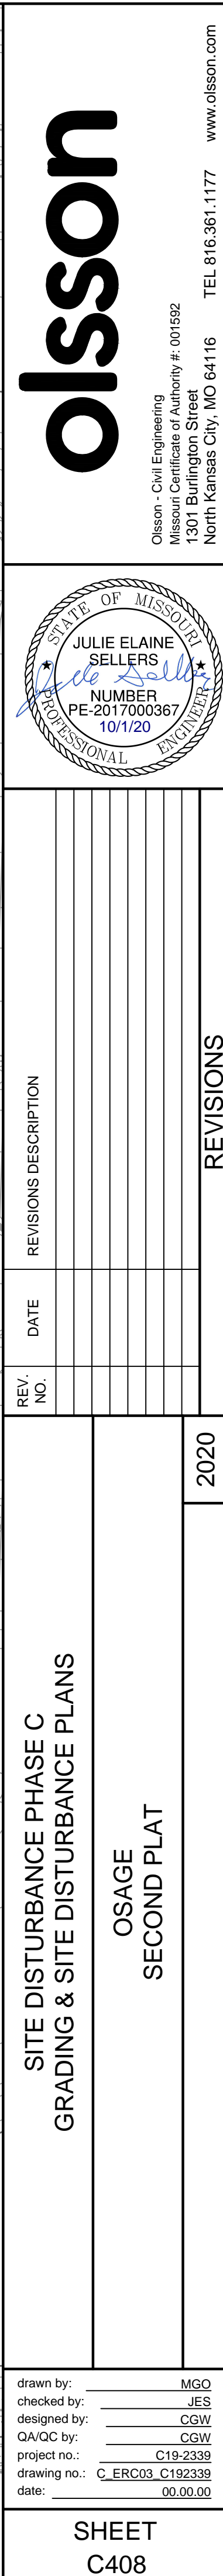 olsson
Olsson - Civil Engineering
Missouri Certificate of Authority #: 001592
1301 Burlington Street
North Kansas City, MO 64116 TEL 816.361.1177 www.olsson.com
STATE OF MISSOURI
JULIE ELAINE
SELLERS
NUMBER
PE-2017000367
10/1/20
PROFESSIONAL ENGINEER
REV.
NO.
DATE
REVISIONS DESCRIPTION
REVISIONS
2020
SITE DISTURBANCE PHASE C
GRADING & SITE DISTURBANCE PLANS
OSAGE
SECOND PLAT
drawn by: MGO
checked by: JES
designed by: CGW
QA/QC by: CGW
project no.: C19-2339
drawing no.: C_ERC03_C192339
date: 00.00.00
SHEET
C408